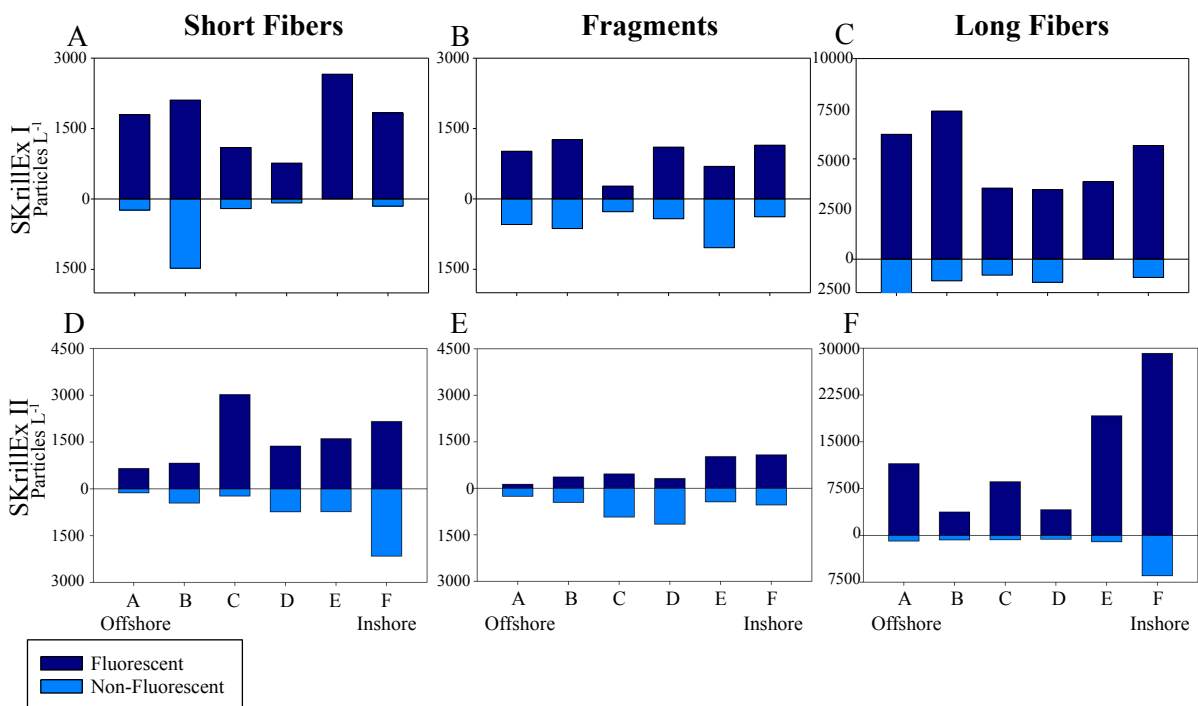 Short Fibers
Fragments
Long Fibers
A
B
C
SKrillEx I
Particles L-1
3000
1500
0
1500
3000
1500
0
1500
10000
7500
5000
2500
0
2500
D
E
F
SKrillEx II
Particles L-1
4500
3000
1500
0
1500
3000
4500
3000
1500
0
1500
3000
30000
22500
15000
7500
0
7500
A B C D E F
Offshore Inshore
A B C D E F
Offshore Inshore
A B C D E F
Offshore Inshore
Fluorescent
Non-Fluorescent